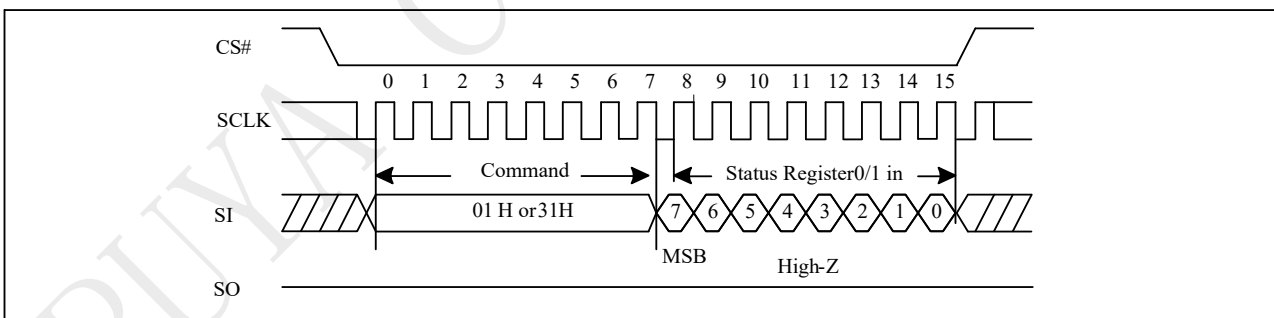 CS#
0 1 2 3 4 5 6 7 8 9 10 11 12 13 14 15
SCLK
Command Status Register0/1 in
SI 01 H or31H 7 6 5 4 3 2 1 0
MSB
High-Z
SO
PUYA